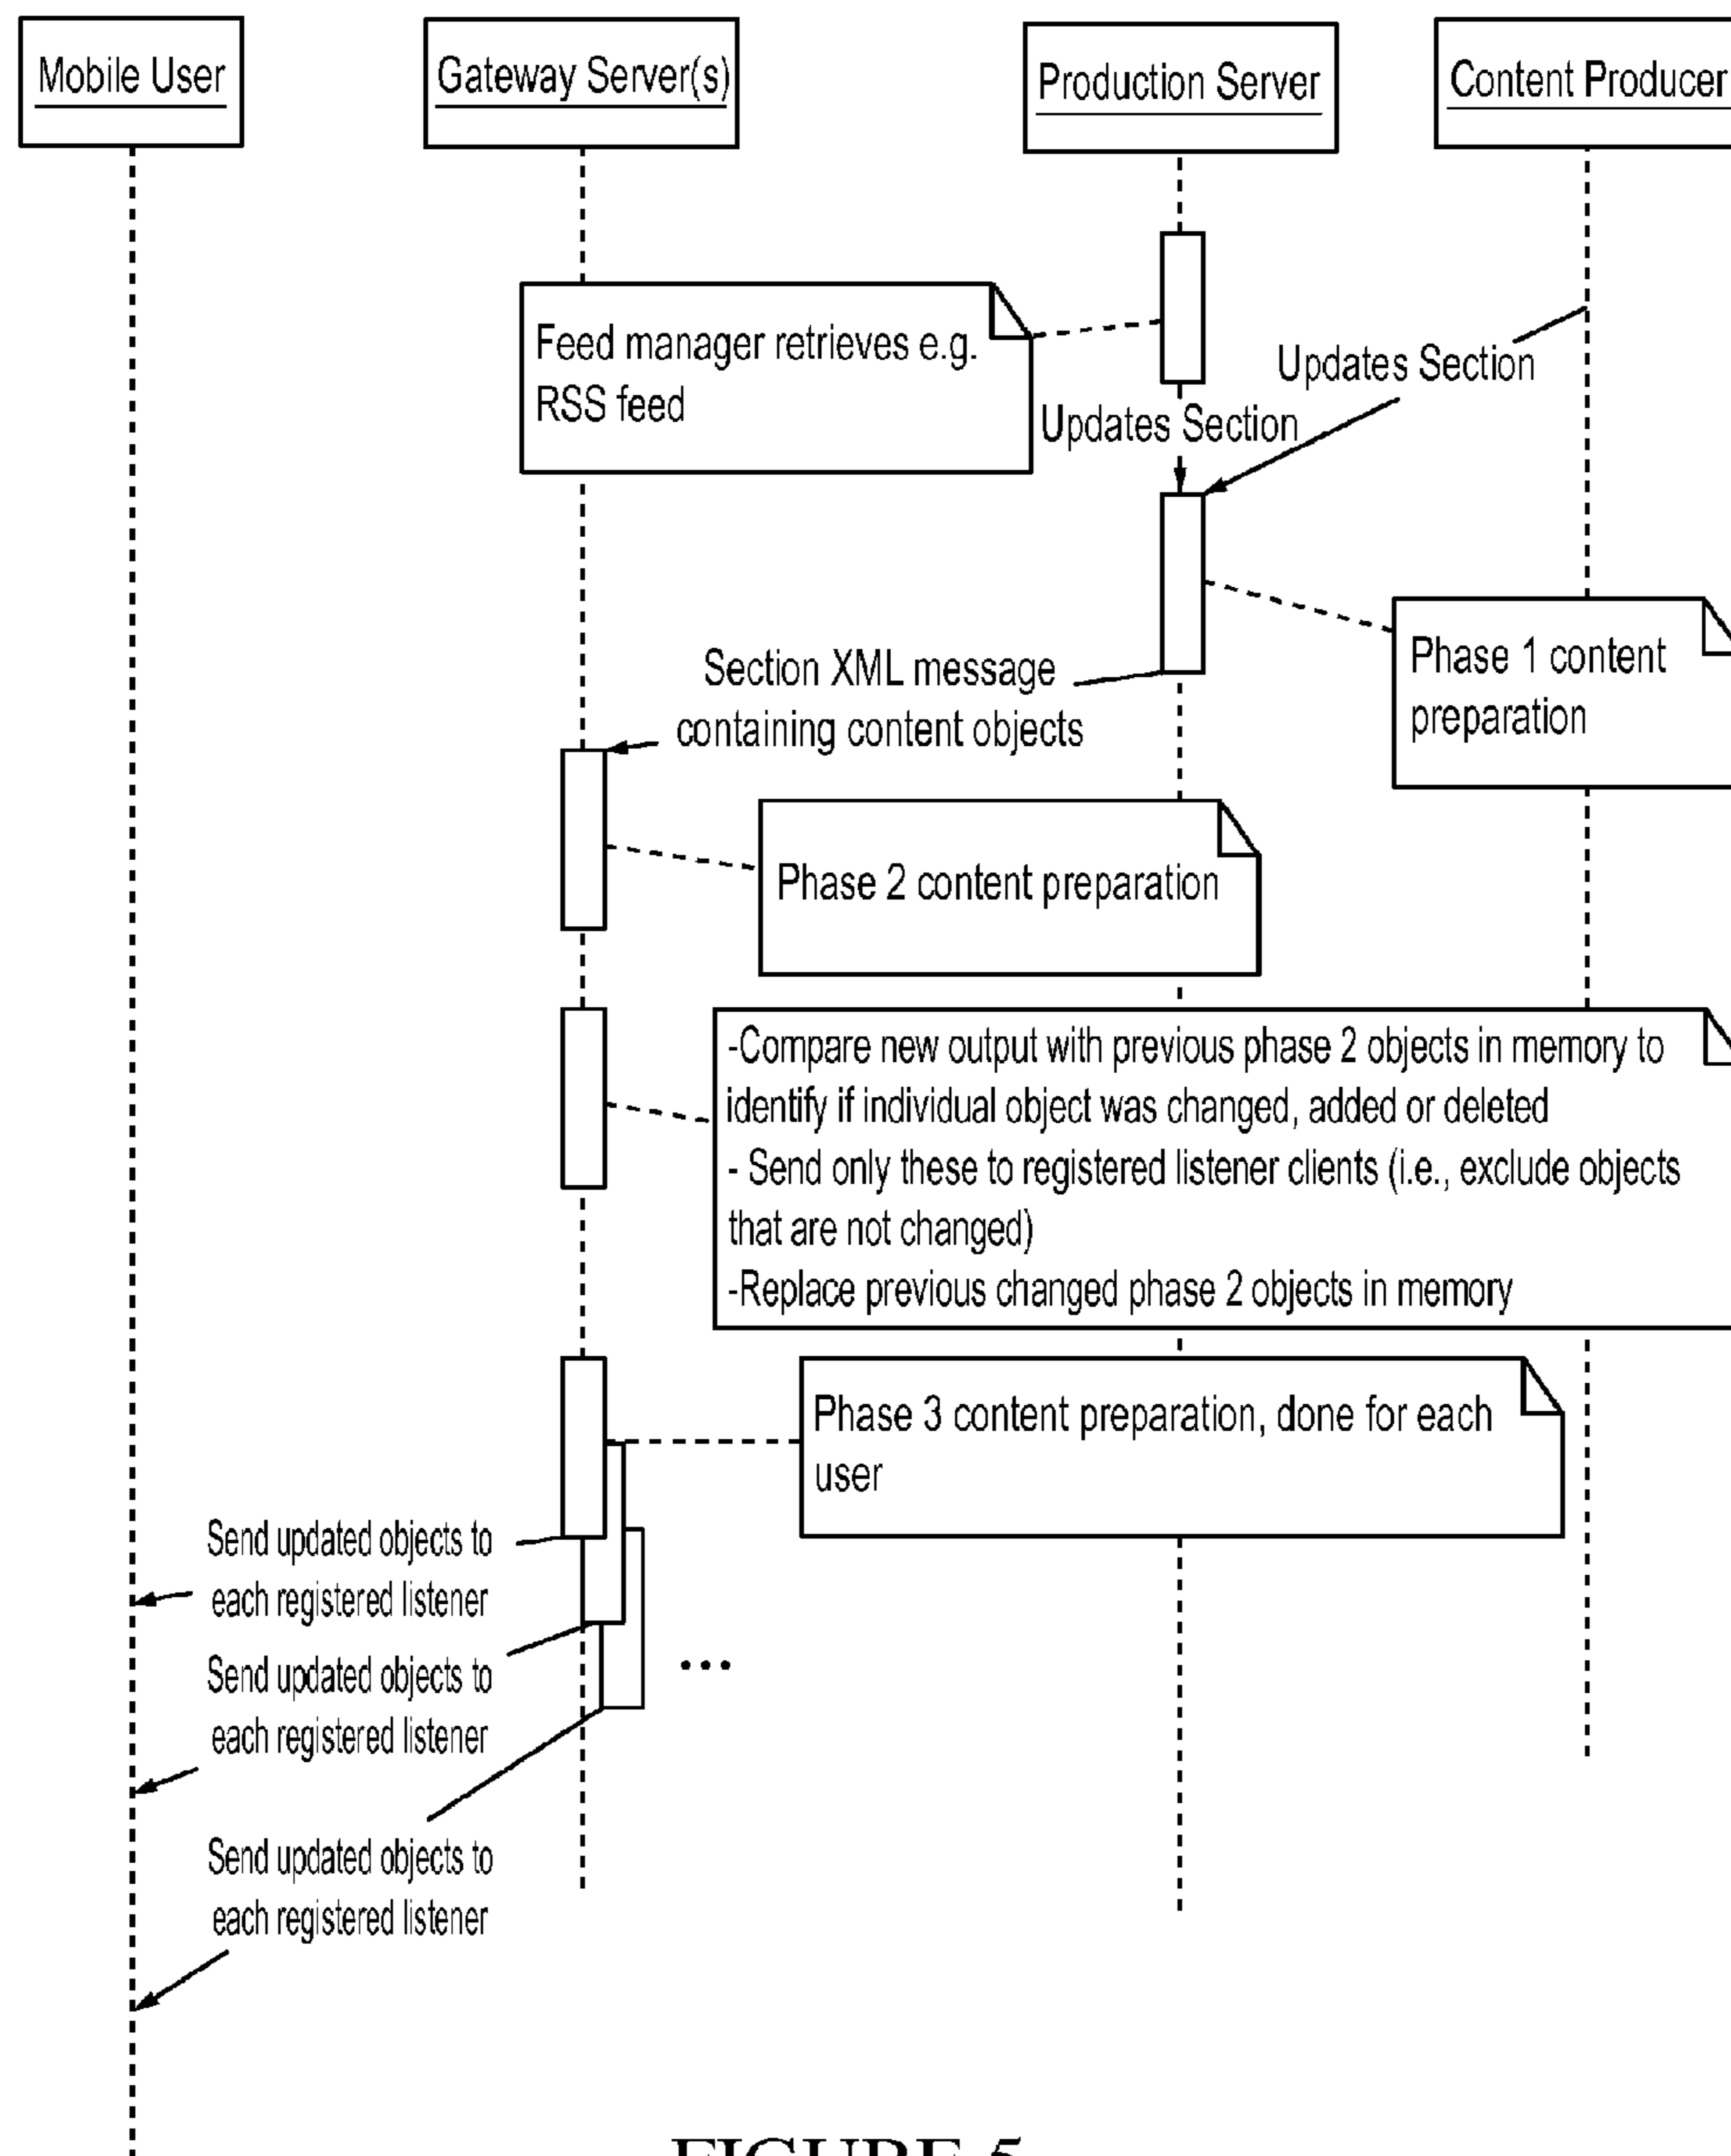 Mobile User
Gateway Server(s)
Production Server
Content Producer
Feed manager retrieves e.g.
RSS feed
Updates Section
Updates Section
Phase 1 content
preparation
Section XML message
containing content objects
Phase 2 content preparation
-Compare new output with previous phase 2 objects in memory to
identify if individual object was changed, added or deleted
- Send only these to registered listener clients (i.e., exclude objects
that are not changed)
-Replace previous changed phase 2 objects in memory
Phase 3 content preparation, done for each
user
Send updated objects to
each registered listener
Send updated objects to
each registered listener
...
Send updated objects to
each registered listener
FIGURE 5